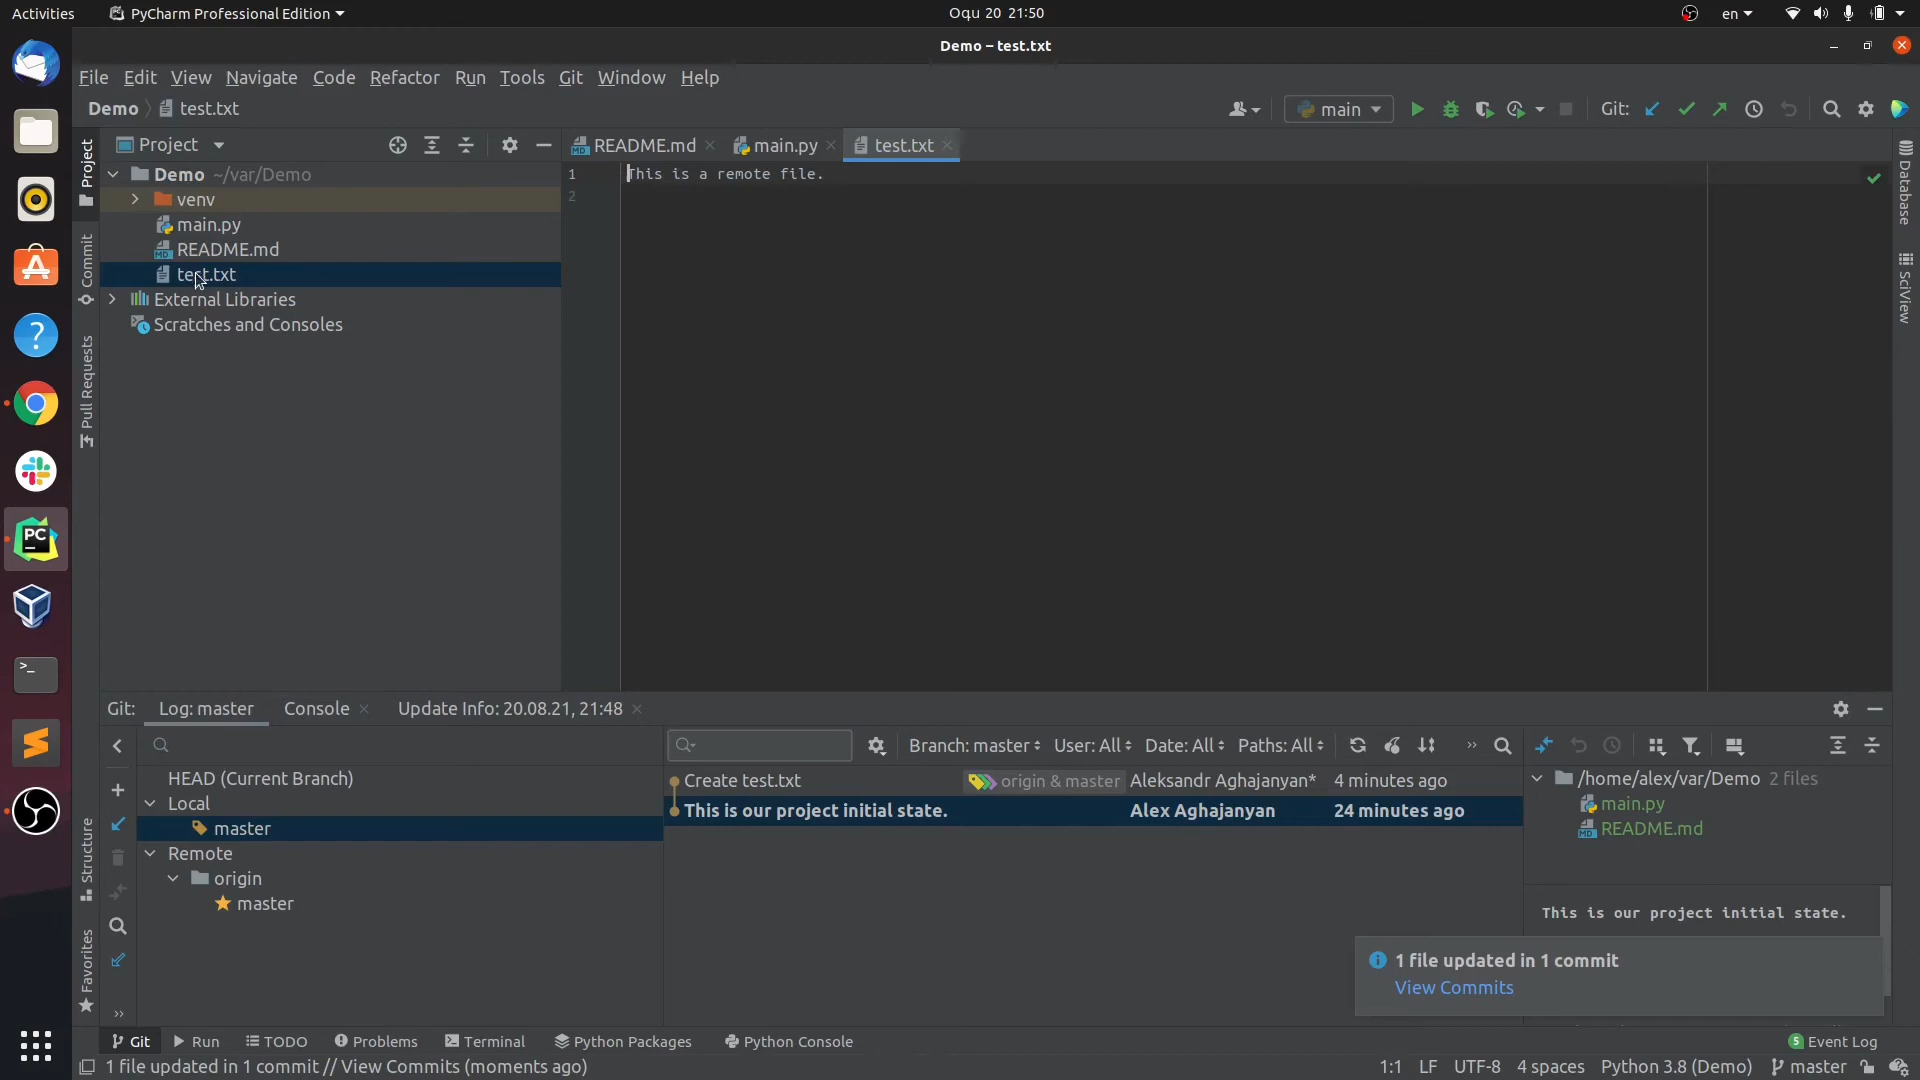 Activities
PyCharm Professional Edition
Օգս 20 21:50
en
Demo – test.txt
File Edit View Navigate Code Refactor Run Tools Git Window Help
Demo
test.txt
main
Git:
Project
README.md
main.py
test.txt
Demo ~/var/Demo
venv
main.py
README.md
test.txt
External Libraries
Scratches and Consoles
1
This is a remote file.
2
Project
Commit
Pull Requests
Structure
Favorites
Database
SciView
PC
Git:
Log: master
Console
Update Info: 20.08.21, 21:48
Branch: master
User: All
Date: All
Paths: All
HEAD (Current Branch)
Local
master
Remote
origin
master
Create test.txt
origin & master
Aleksandr Aghajanyan*
4 minutes ago
This is our project initial state.
Alex Aghajanyan
24 minutes ago
/home/alex/var/Demo 2 files
main.py
README.md
This is our project initial state.
1 file updated in 1 commit
View Commits
Git
Run
TODO
Problems
Terminal
Python Packages
Python Console
5 Event Log
1 file updated in 1 commit // View Commits (moments ago)
1:1
LF
UTF-8
4 spaces
Python 3.8 (Demo)
master